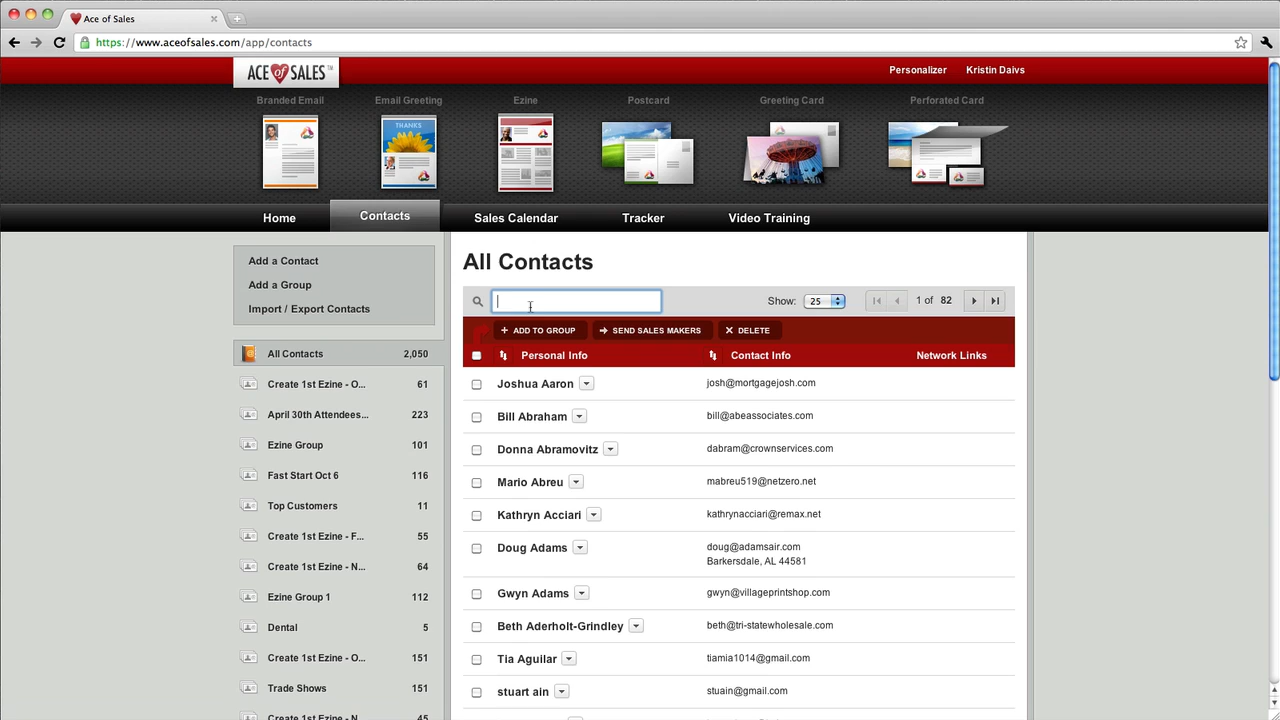 Ace of Sales
https://www.aceofsales.com/app/contacts
ACE of SALES™
Personalizer Kristin Daivs
Branded Email Email Greeting Ezine Postcard Greeting Card Perforated Card
THANKS
Home Contacts Sales Calendar Tracker Video Training
Add a Contact
Add a Group
Import / Export Contacts
All Contacts 2,050
Create 1st Ezine - O... 61
April 30th Attendees... 223
Ezine Group 101
Fast Start Oct 6 116
Top Customers 11
Create 1st Ezine - F... 55
Create 1st Ezine - N... 64
Ezine Group 1 112
Dental 5
Create 1st Ezine - O... 151
Trade Shows 151
Create 1st Ezine - N... 45
All Contacts
Show: 25 1 of 82
ADD TO GROUP SEND SALES MAKERS DELETE
Personal Info Contact Info Network Links
Joshua Aaron josh@mortgagejosh.com
Bill Abraham bill@abeassociates.com
Donna Abramovitz dabram@crownservices.com
Mario Abreu mabreu519@netzero.net
Kathryn Acciari kathrynacciari@remax.net
Doug Adams doug@adamsair.com
Barkersdale, AL 44581
Gwyn Adams gwyn@villageprintshop.com
Beth Aderholt-Grindley beth@tri-statewholesale.com
Tia Aguilar tiamia1014@gmail.com
stuart ain stuain@gmail.com